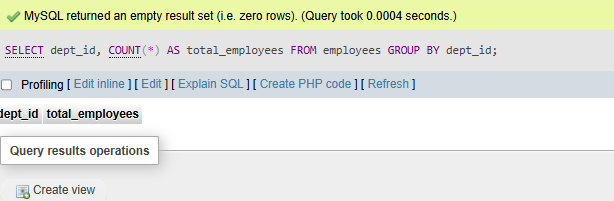 MySQL returned an empty result set (i.e. zero rows). (Query took 0.0004 seconds.)
SELECT dept_id, COUNT(*) AS total_employees FROM employees GROUP BY dept_id;
Profiling [ Edit inline ] [ Edit ] [ Explain SQL ] [ Create PHP code ] [ Refresh ]
dept_id total_employees
Query results operations
Create view